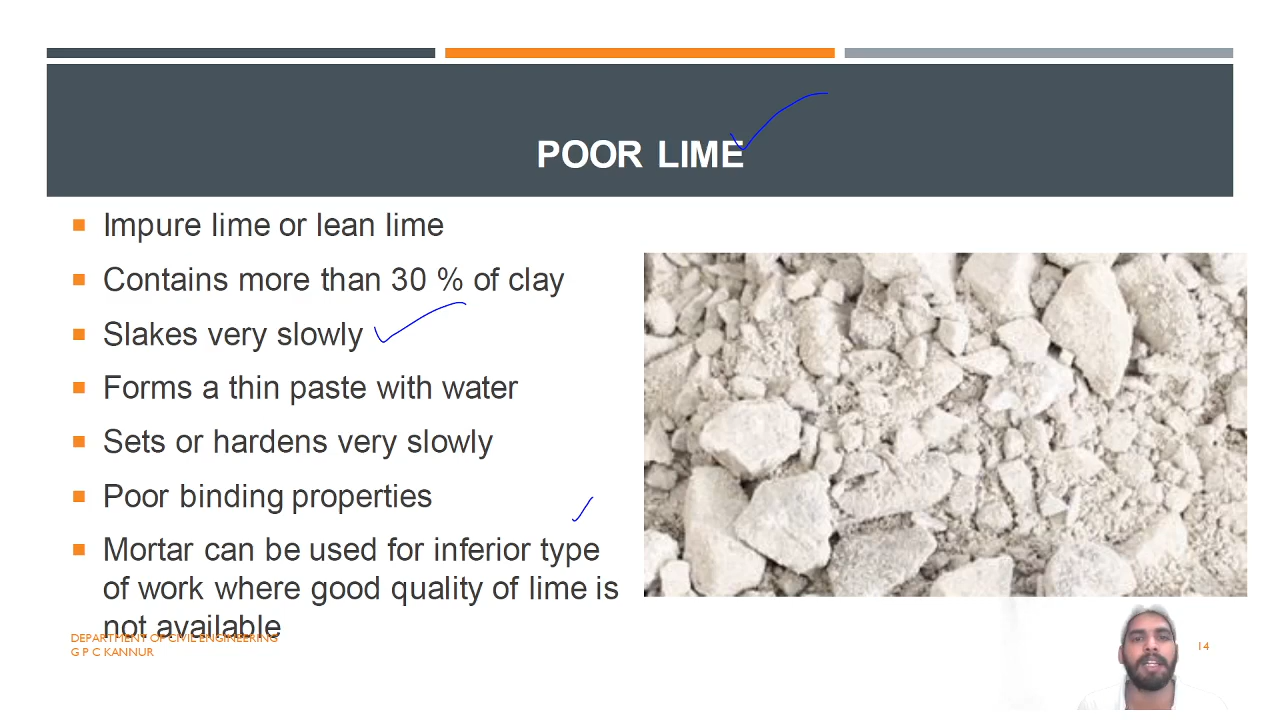 POOR LIME
Impure lime or lean lime
Contains more than 30 % of clay
Slakes very slowly
Forms a thin paste with water
Sets or hardens very slowly
Poor binding properties
Mortar can be used for inferior type
of work where good quality of lime is
not available
DEPARTMENT OF CIVIL ENGINEERING
G P C KANNUR
14